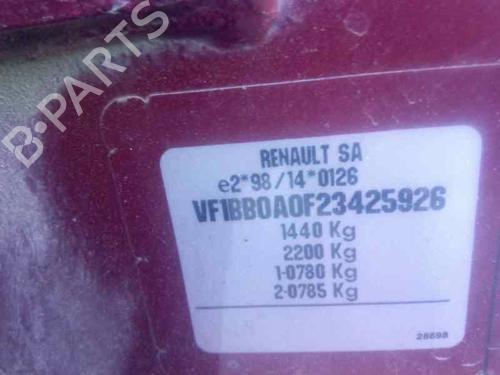 B-PARTS
RENAULT SA
e2*98/14*0126
VF1BB0A0F23425926
1440 Kg
2200 Kg
1-0780 Kg
2-0785 Kg
28698